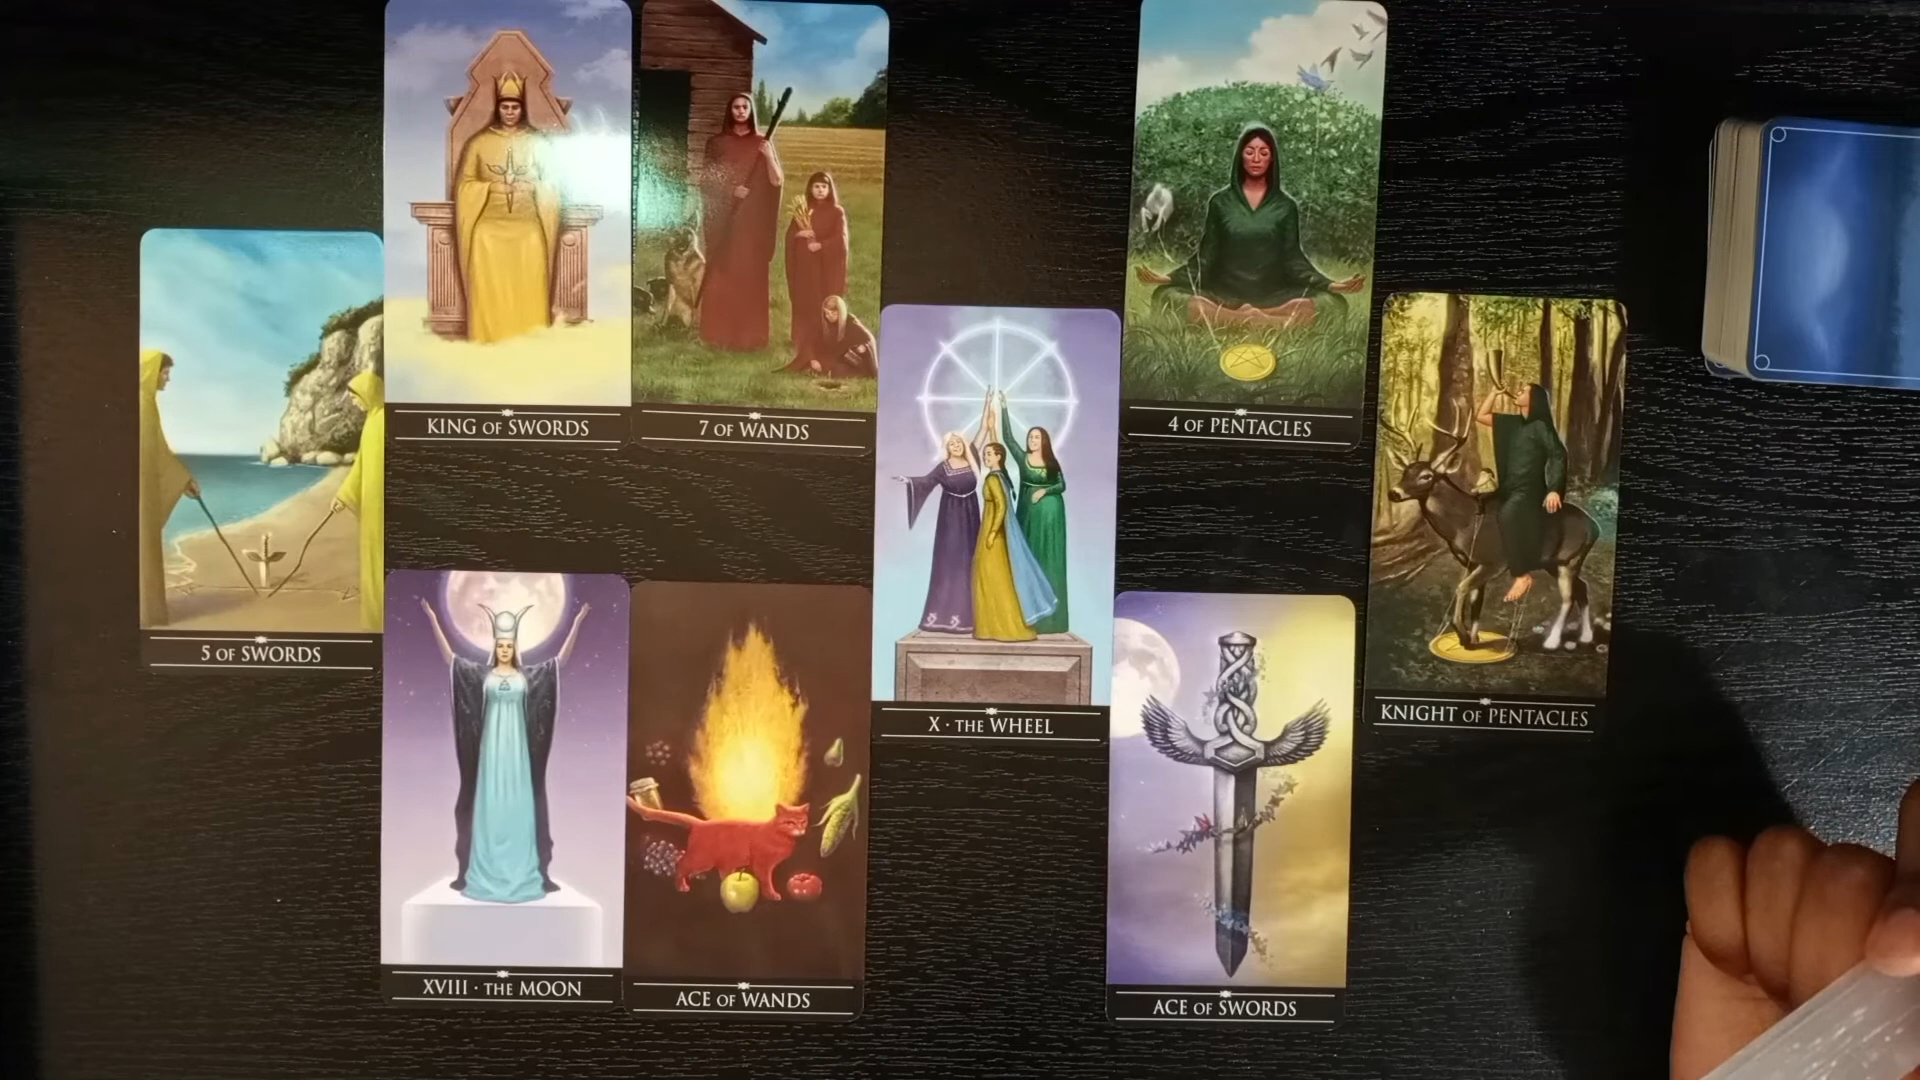 KING OF SWORDS
7 OF WANDS
4 OF PENTACLES
5 OF SWORDS
X · THE WHEEL
KNIGHT OF PENTACLES
XVIII · THE MOON
ACE OF WANDS
ACE OF SWORDS